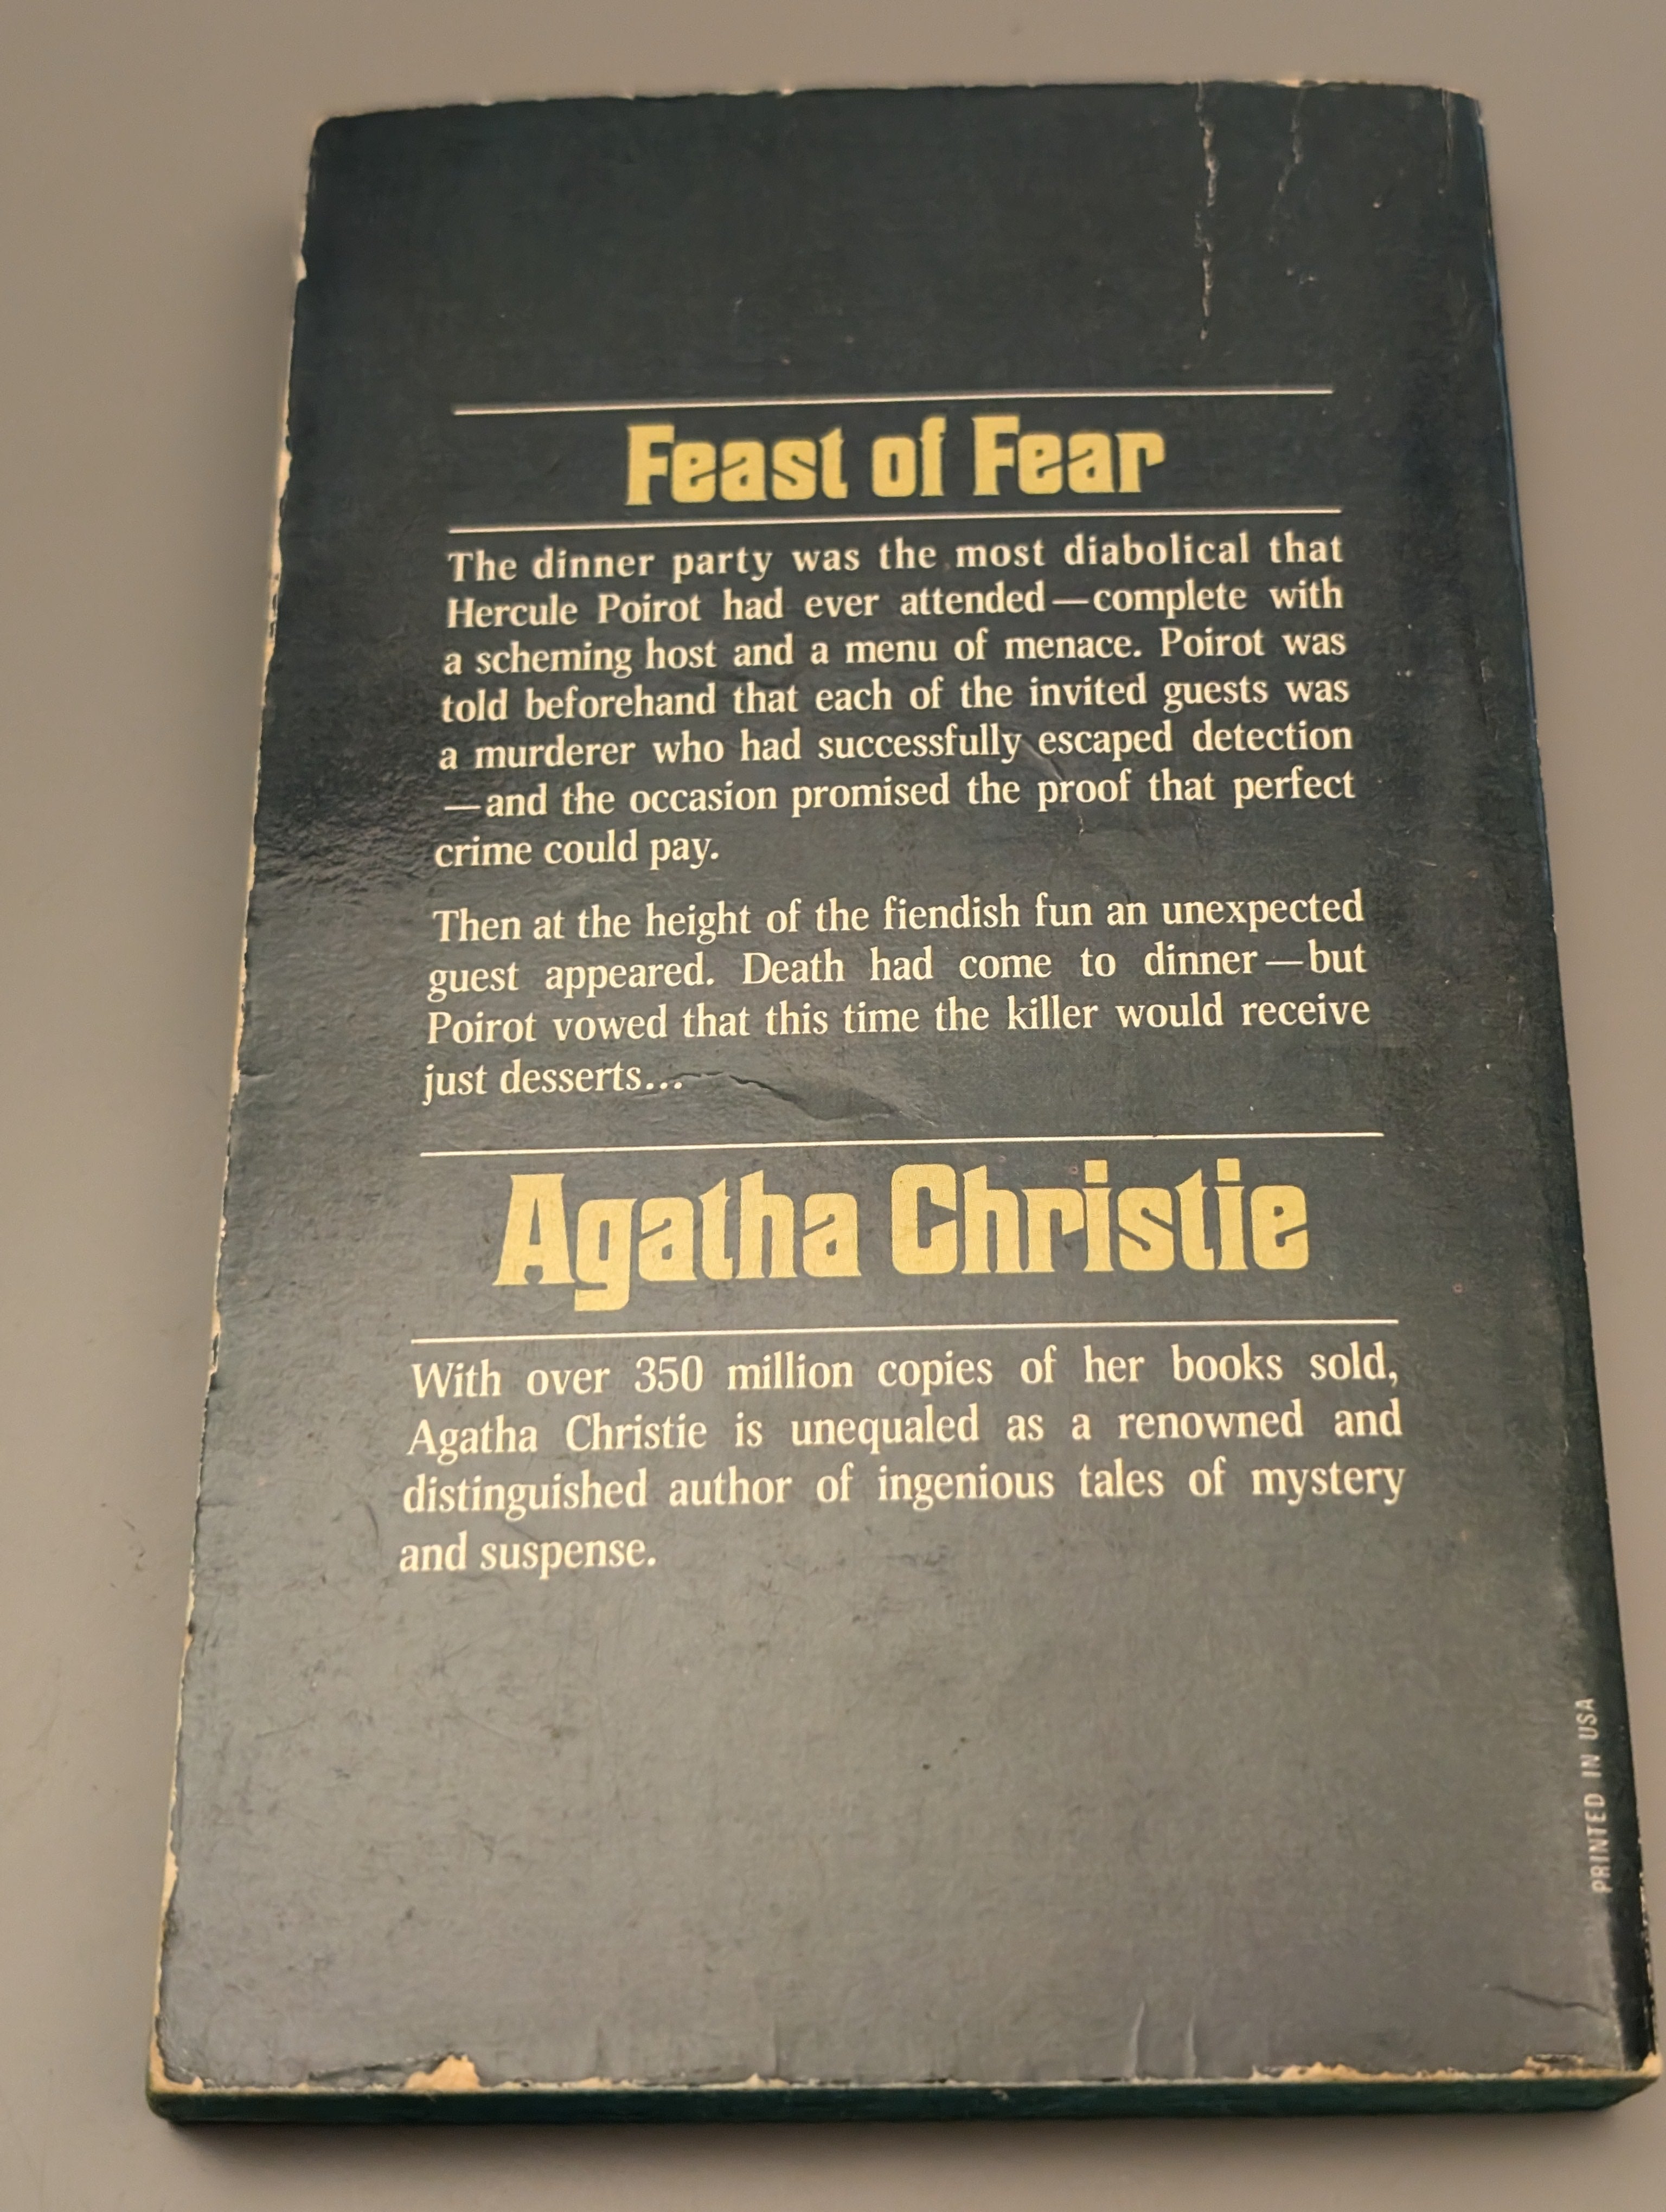 Feast of Fear
The dinner party was the most diabolical that
Hercule Poirot had ever attended—complete with
a scheming host and a menu of menace. Poirot was
told beforehand that each of the invited guests was
a murderer who had successfully escaped detection
—and the occasion promised the proof that perfect
crime could pay.
Then at the height of the fiendish fun an unexpected
guest appeared. Death had come to dinner—but
Poirot vowed that this time the killer would receive
just desserts...
Agatha Christie
With over 350 million copies of her books sold,
Agatha Christie is unequaled as a renowned and
distinguished author of ingenious tales of mystery
and suspense.
PRINTED IN USA